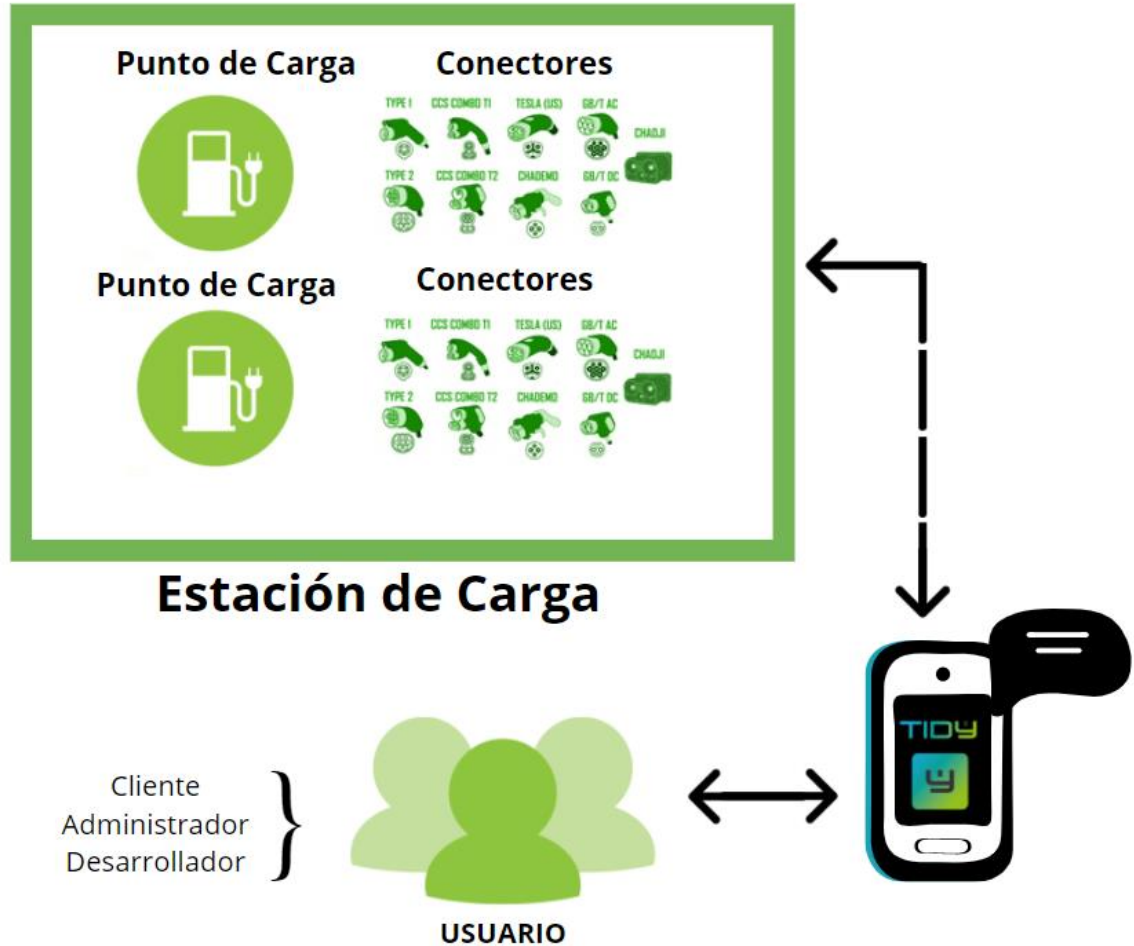 Punto de Carga
Conectores
TYPE 1 CCS COMBO T1 TESLA (US) GB/T AC
CHAOJI
TYPE 2 CCS COMBO T2 CHADEMO GB/T DC
Punto de Carga
Conectores
TYPE 1 CCS COMBO T1 TESLA (US) GB/T AC
CHAOJI
TYPE 2 CCS COMBO T2 CHADEMO GB/T DC
Estación de Carga
TIDY
Cliente
Administrador
Desarrollador
USUARIO